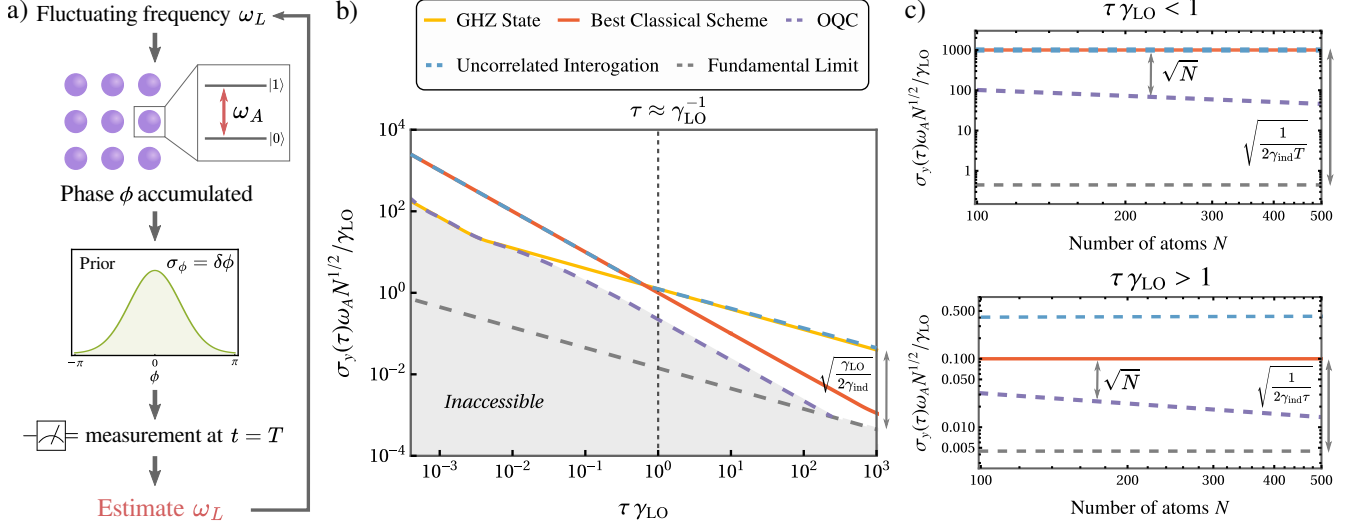 a)
Fluctuating frequency ω_L
|1⟩
ω_A
|0⟩
Phase ϕ accumulated
Prior
σ_ϕ = δϕ
−π 0 π
ϕ
measurement at t = T
Estimate ω_L
b)
GHZ State Best Classical Scheme OQC
Uncorrelated Interogation Fundamental Limit
τ ≈ γ_LO^−1
σ_y(τ)ω_A N^1/2/γ_LO
10^4
10^2
10^0
10^−2
10^−4
Inaccessible
√(γ_LO/2γ_ind)
10^−3 10^−2 10^−1 10^0 10^1 10^2 10^3
τ γ_LO
c)
τ γ_LO < 1
σ_y(τ)ω_A N^1/2/γ_LO
1000
100
10
1
√N
√(1/2γ_ind T)
100 200 300 400 500
Number of atoms N
τ γ_LO > 1
σ_y(τ)ω_A N^1/2/γ_LO
0.500
0.100
0.050
0.010
0.005
√N
√(1/2γ_ind τ)
100 200 300 400 500
Number of atoms N